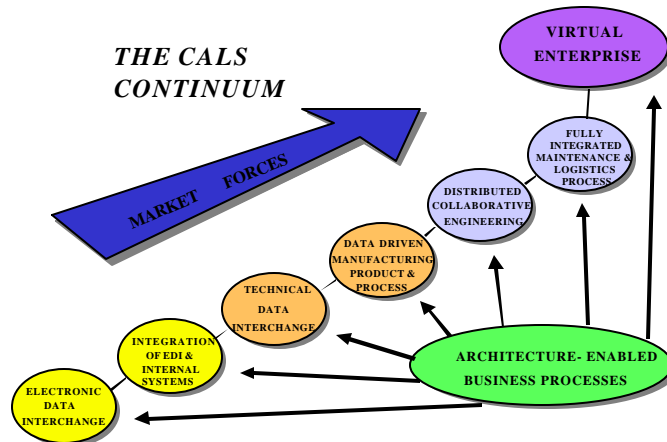 THE CALS
CONTINUUM
VIRTUAL
ENTERPRISE
MARKET FORCES
FULLY
INTEGRATED
MAINTENANCE &
LOGISTICS
PROCESS
DISTRIBUTED
COLLABORATIVE
ENGINEERING
DATA DRIVEN
MANUFACTURING
PRODUCT &
PROCESS
TECHNICAL
DATA
INTERCHANGE
INTEGRATION
OF EDI &
INTERNAL
SYSTEMS
ELECTRONIC
DATA
INTERCHANGE
ARCHITECTURE- ENABLED
BUSINESS PROCESSES